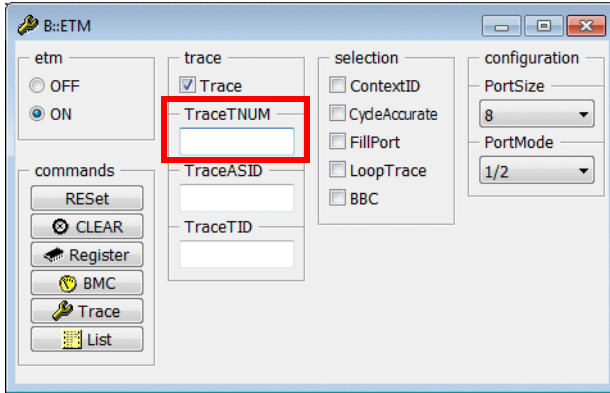 B::ETM
etm
OFF
ON
commands
RESet
CLEAR
Register
BMC
Trace
List
trace
Trace
TraceTNUM
TraceASID
TraceTID
selection
ContextID
CycleAccurate
FillPort
LoopTrace
BBC
configuration
PortSize
8
PortMode
1/2